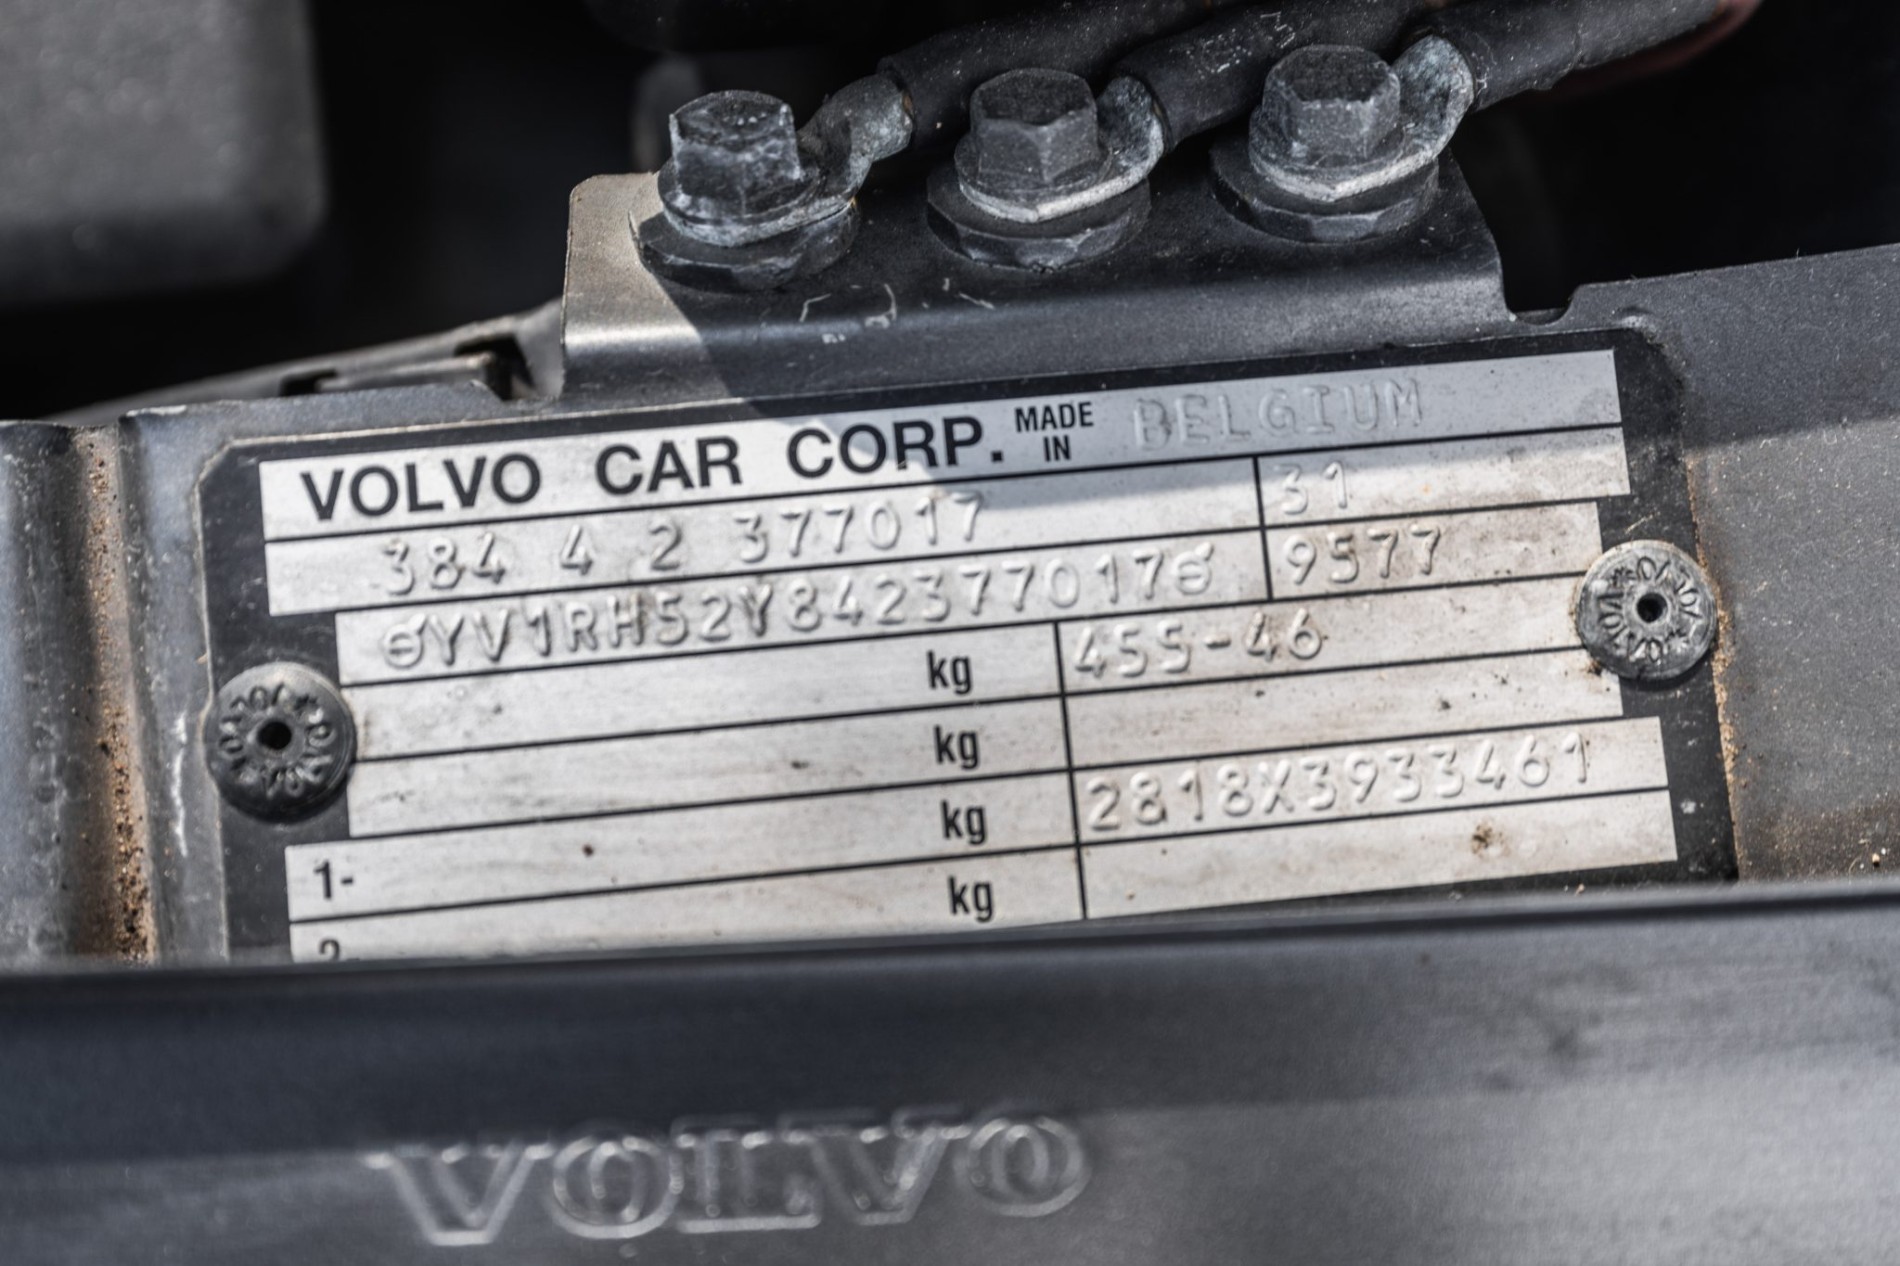 VOLVO CAR CORP. MADE IN BELGIUM
384 4 2 377017 31
YV1RH52Y842377017 9577
kg 455-46
kg
kg 2818X3933461
1- kg
2-
VOLVO